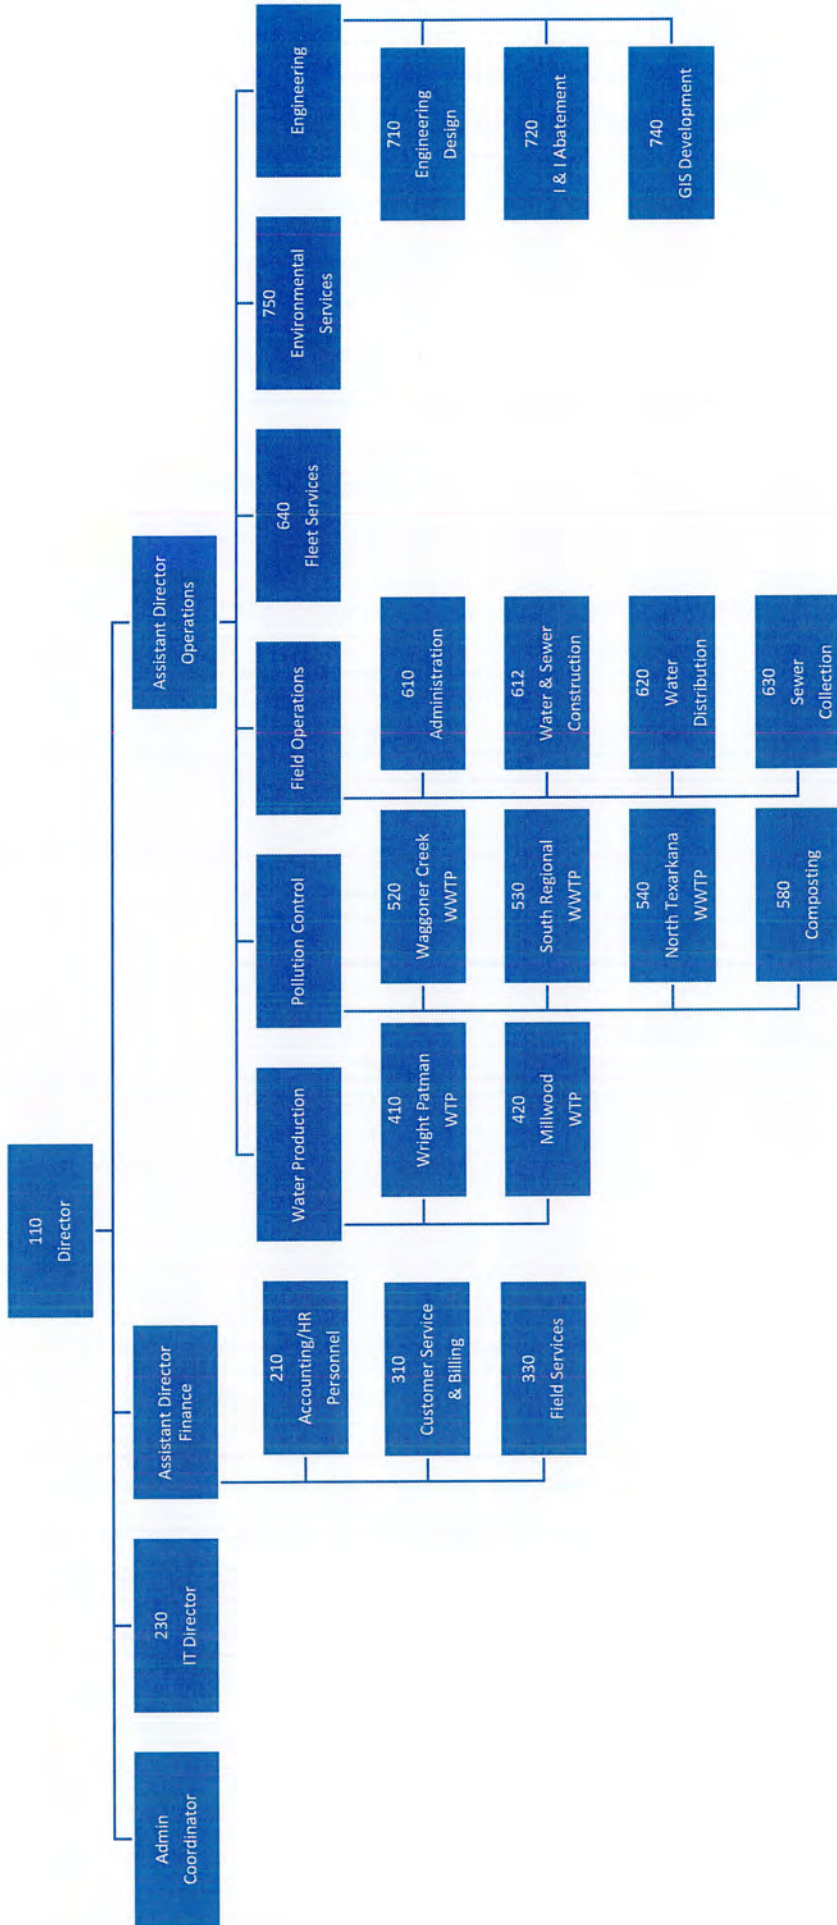 110
Director
Admin
Coordinator
230
IT Director
Assistant Director
Finance
Assistant Director
Operations
210
Accounting/HR
Personnel
310
Customer Service
& Billing
330
Field Services
Water Production
Pollution Control
Field Operations
640
Fleet Services
750
Environmental
Services
Engineering
410
Wright Patman
WTP
420
Millwood
WTP
520
Waggoner Creek
WWTP
530
South Regional
WWTP
540
North Texarkana
WWTP
580
Composting
610
Administration
612
Water & Sewer
Construction
620
Water
Distribution
630
Sewer
Collection
710
Engineering
Design
720
I & I Abatement
740
GIS Development